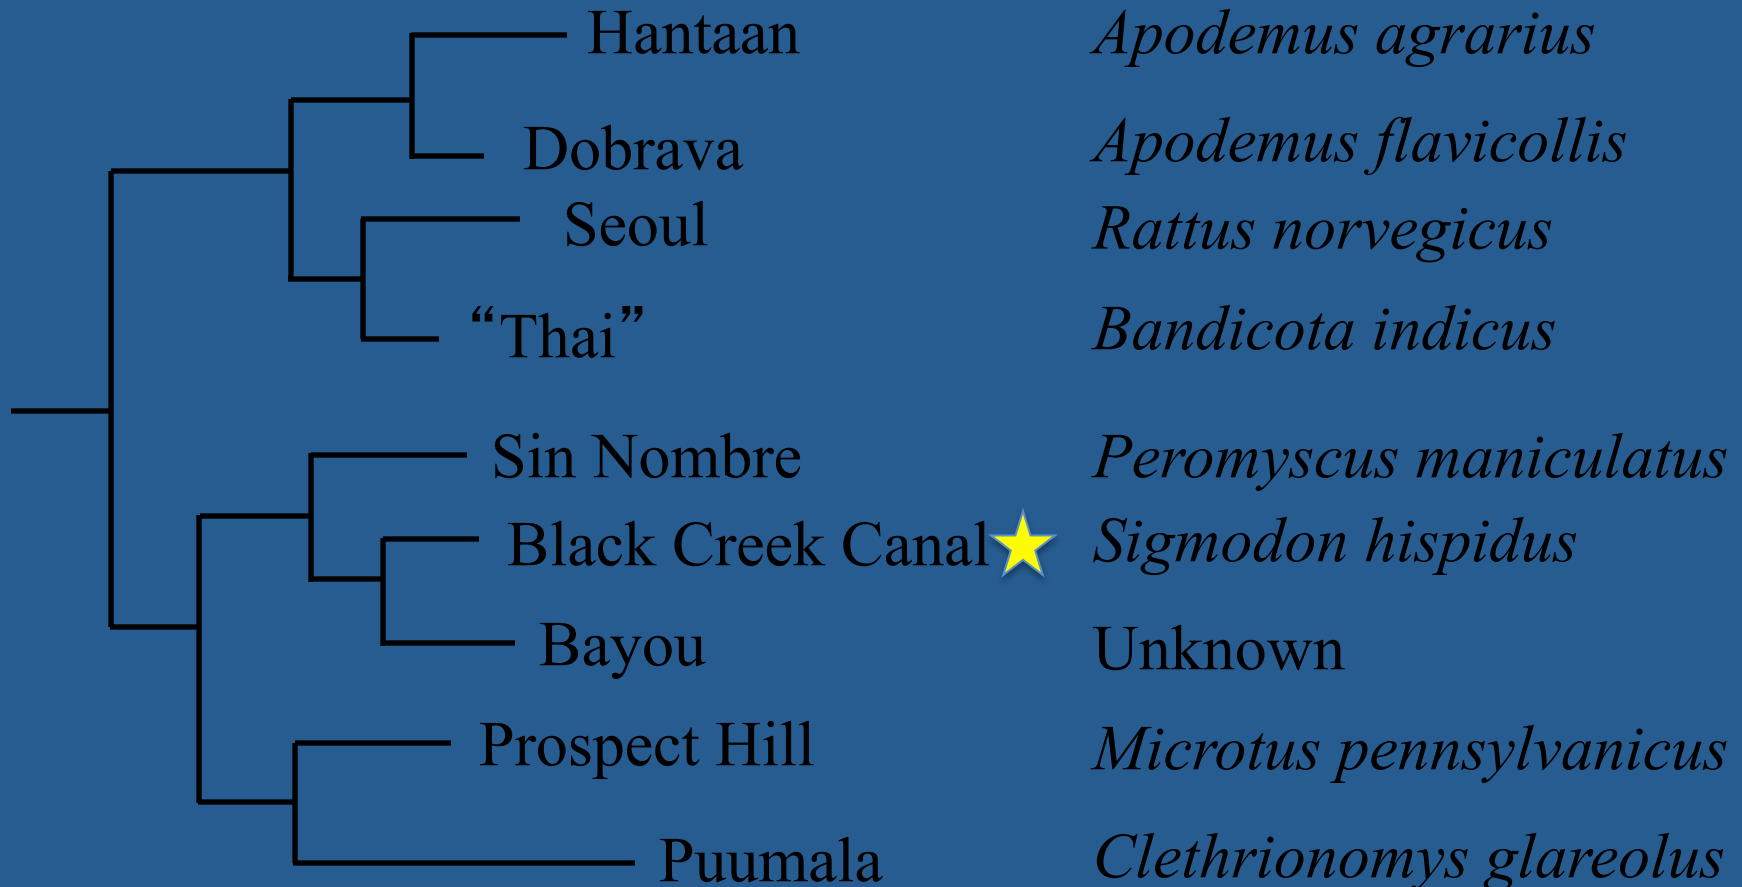 Hantaan Apodemus agrarius
Dobrava Apodemus flavicollis
Seoul Rattus norvegicus
“Thai” Bandicota indicus
Sin Nombre Peromyscus maniculatus
Black Creek Canal Sigmodon hispidus
Bayou Unknown
Prospect Hill Microtus pennsylvanicus
Puumala Clethrionomys glareolus